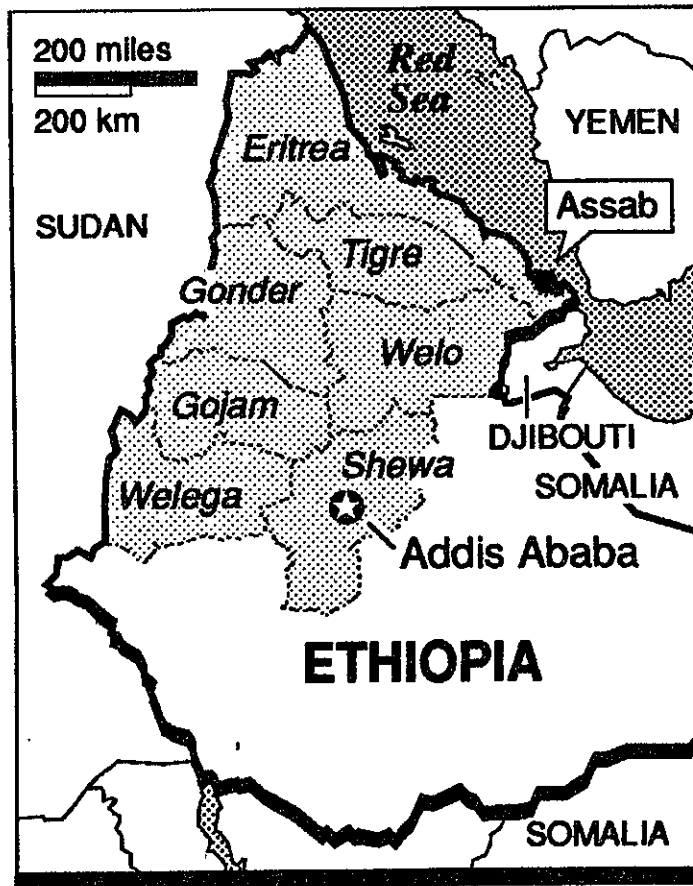 200 miles
200 km
Red
Sea
YEMEN
Eritrea
Assab
SUDAN
Tigre
Gonder
Welo
Gojam
DJIBOUTI
Shewa
SOMALIA
Welega
Addis Ababa
ETHIOPIA
SOMALIA